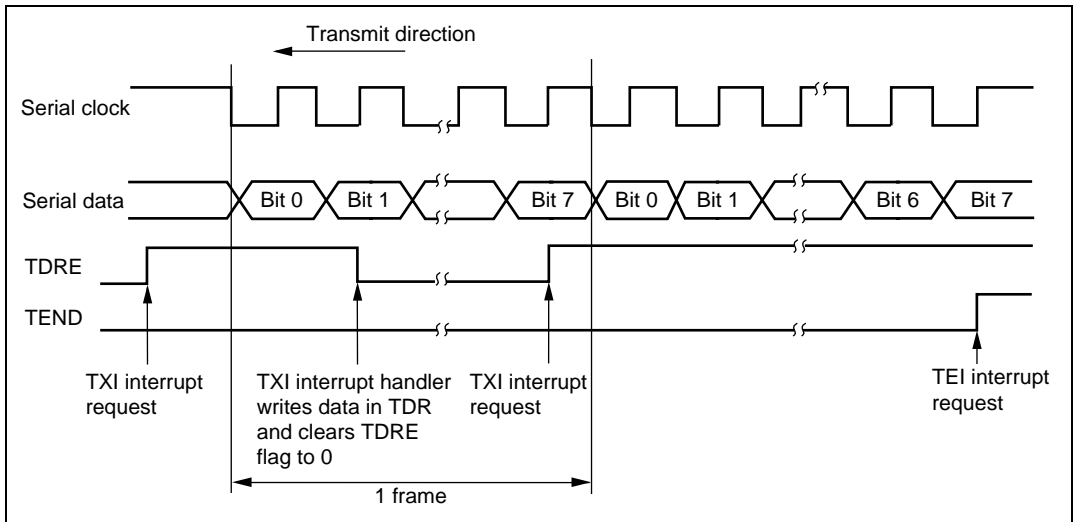 Transmit direction
Serial clock
Serial data
Bit 0
Bit 1
Bit 7
Bit 0
Bit 1
Bit 6
Bit 7
TDRE
TEND
TXI interrupt
request
TXI interrupt handler
writes data in TDR
and clears TDRE
flag to 0
TXI interrupt
request
TEI interrupt
request
1 frame